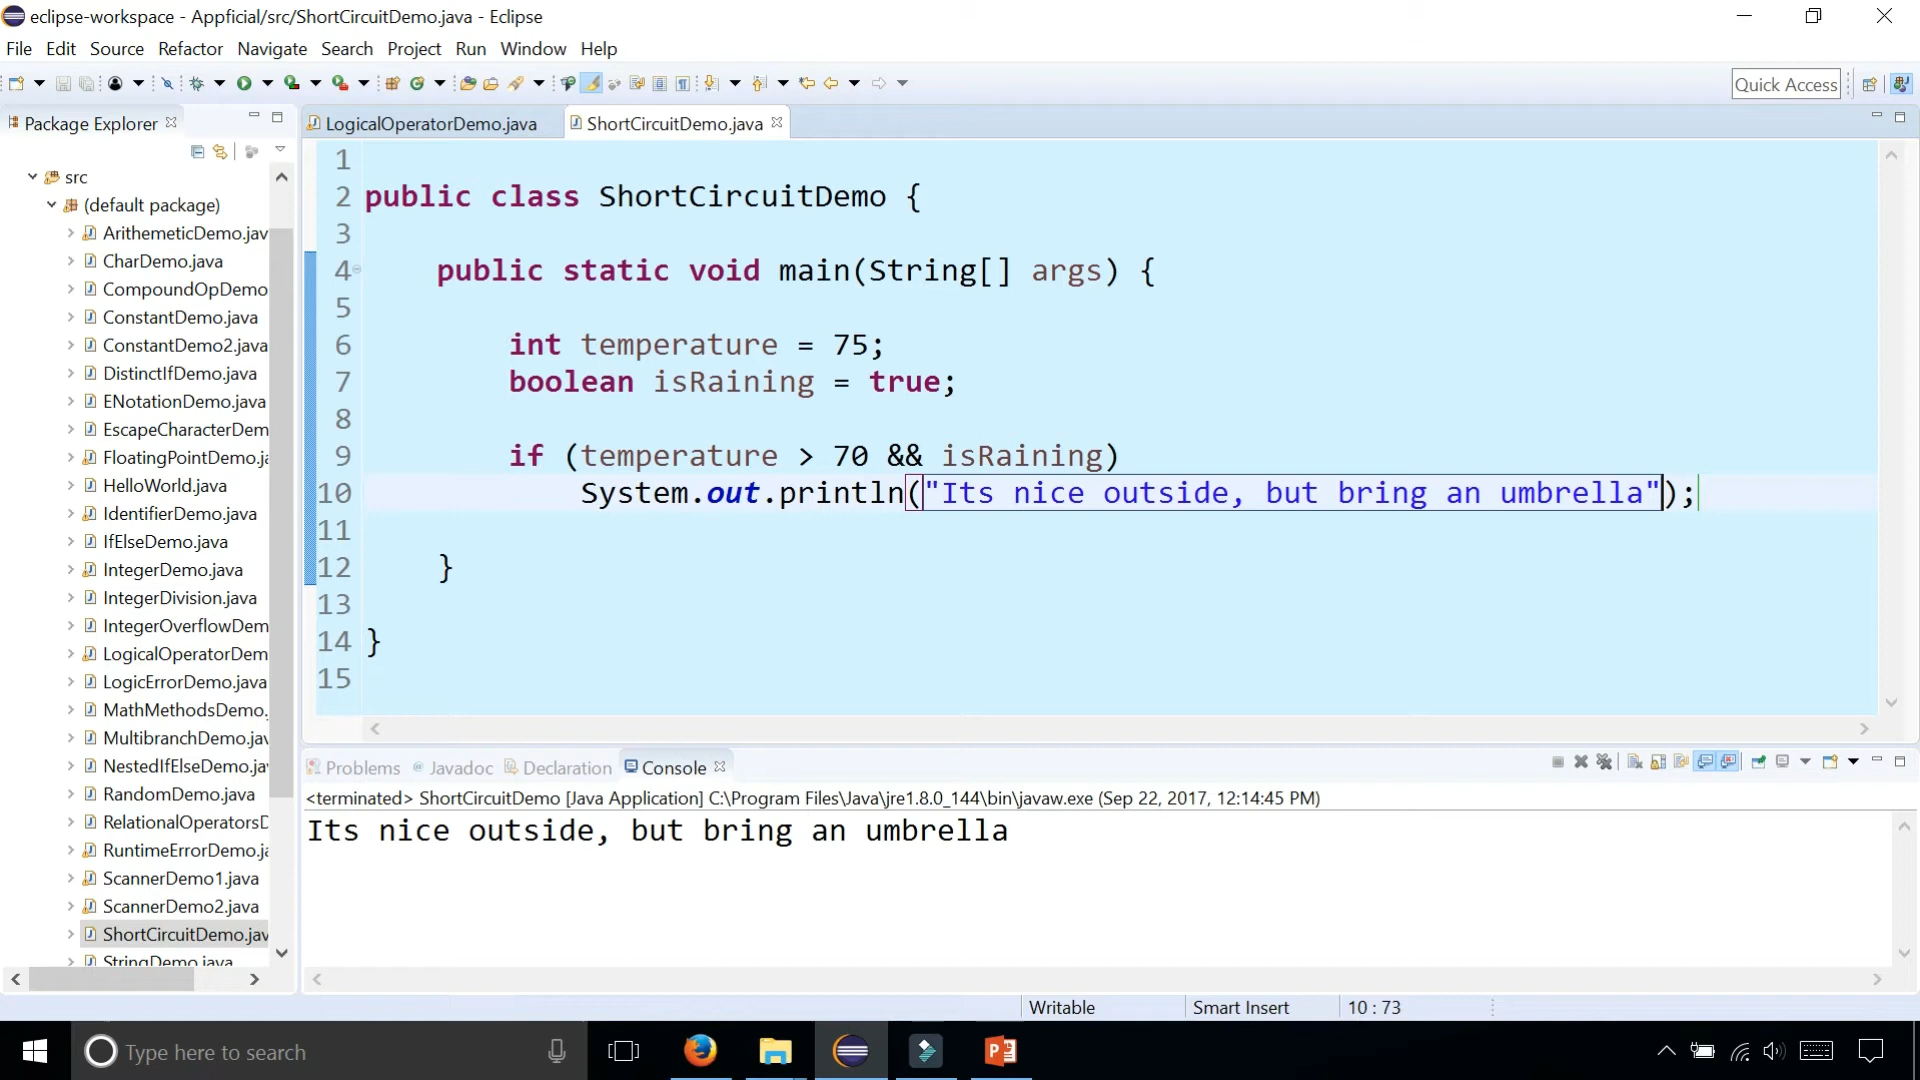 eclipse-workspace - Appficial/src/ShortCircuitDemo.java - Eclipse
File Edit Source Refactor Navigate Search Project Run Window Help
Quick Access
Package Explorer
LogicalOperatorDemo.java
ShortCircuitDemo.java
src
(default package)
ArithemeticDemo.jav
CharDemo.java
CompoundOpDemo
ConstantDemo.java
ConstantDemo2.java
DistinctIfDemo.java
ENotationDemo.java
EscapeCharacterDem
FloatingPointDemo.ja
HelloWorld.java
IdentifierDemo.java
IfElseDemo.java
IntegerDemo.java
IntegerDivision.java
IntegerOverflowDem
LogicalOperatorDem
LogicErrorDemo.java
MathMethodsDemo.
MultibranchDemo.jav
NestedIfElseDemo.ja
RandomDemo.java
RelationalOperatorsD
RuntimeErrorDemo.ja
ScannerDemo1.java
ScannerDemo2.java
ShortCircuitDemo.jav
StringDemo.java
1
2 public class ShortCircuitDemo {
3
4 public static void main(String[] args) {
5
6 int temperature = 75;
7 boolean isRaining = true;
8
9 if (temperature > 70 && isRaining)
10 System.out.println("Its nice outside, but bring an umbrella");
11
12 }
13
14 }
15
Problems Javadoc Declaration Console
<terminated> ShortCircuitDemo [Java Application] C:\Program Files\Java\jre1.8.0_144\bin\javaw.exe (Sep 22, 2017, 12:14:45 PM)
Its nice outside, but bring an umbrella
Writable Smart Insert 10 : 73
Type here to search